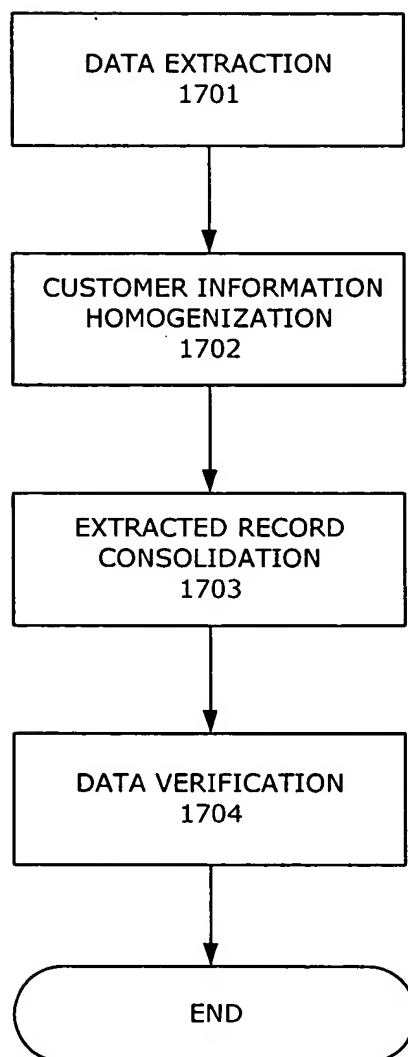 DATA EXTRACTION
1701
CUSTOMER INFORMATION
HOMOGENIZATION
1702
EXTRACTED RECORD
CONSOLIDATION
1703
DATA VERIFICATION
1704
END